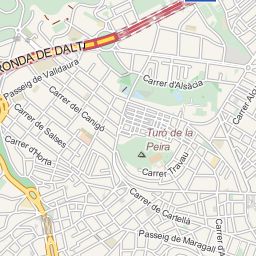 RONDA DE DALT
Passeig de Valldaura
Carrer d'Alsàcia
Carrer del Canigó
Carrer de Salses
Turó de la
Peira
Carrer d'Horta
Carrer Travau
Carrer de Cartellà
Passeig de Maragall